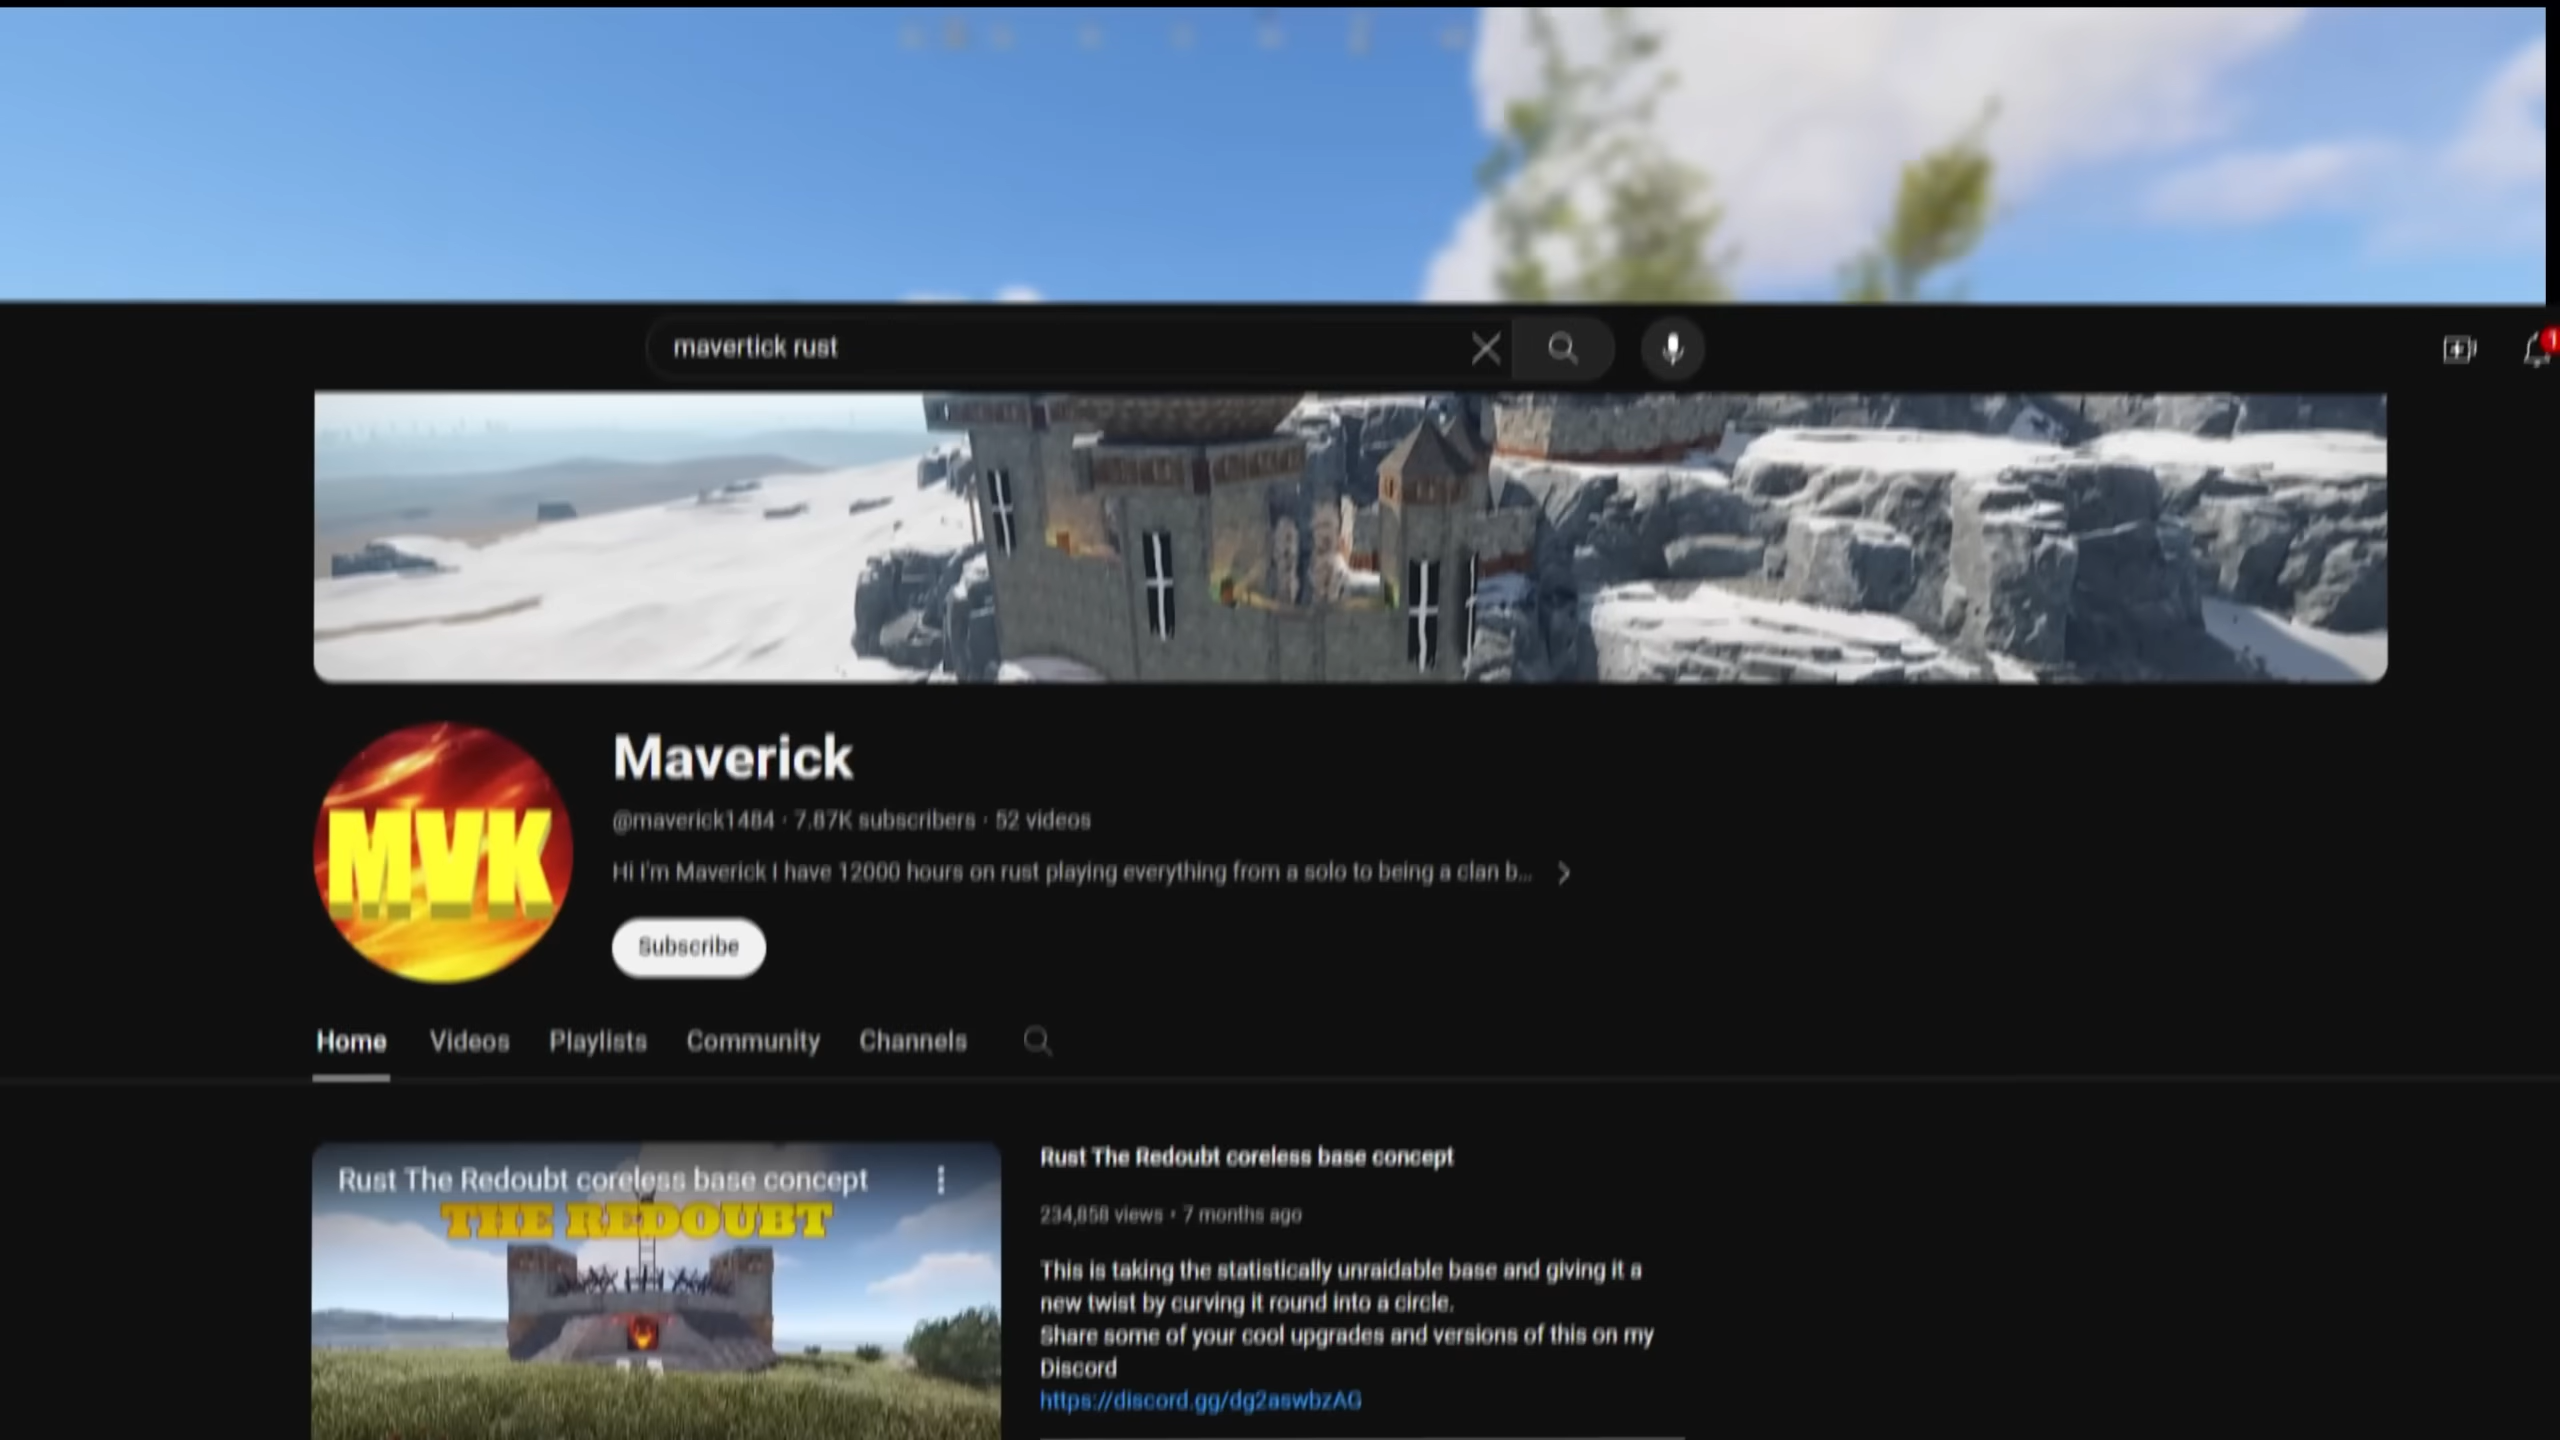 mavertick rust
1
MVK
Maverick
@maverick1484 · 7.87K subscribers · 52 videos
Hi I'm Maverick I have 12000 hours on rust playing everything from a solo to being a clan b...
Subscribe
Home Videos Playlists Community Channels
Rust The Redoubt coreless base concept
THE REDOUBT
Rust The Redoubt coreless base concept
234,858 views · 7 months ago
This is taking the statistically unraidable base and giving it a
new twist by curving it round into a circle.
Share some of your cool upgrades and versions of this on my
Discord
https://discord.gg/dg2aswbzAG